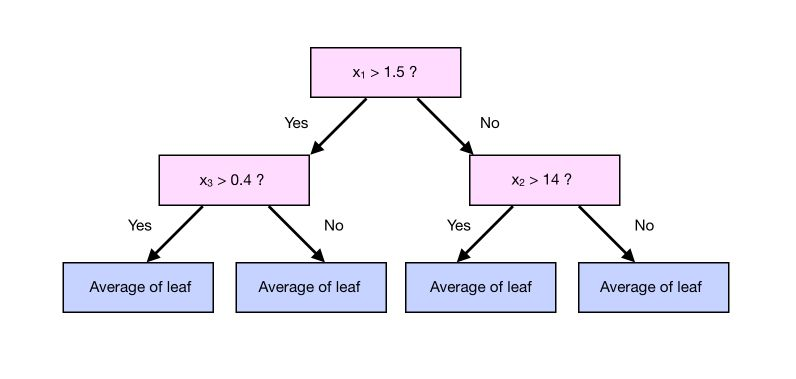 x₁ > 1.5 ?
Yes
No
x₃ > 0.4 ?
x₂ > 14 ?
Yes
No
Yes
No
Average of leaf
Average of leaf
Average of leaf
Average of leaf